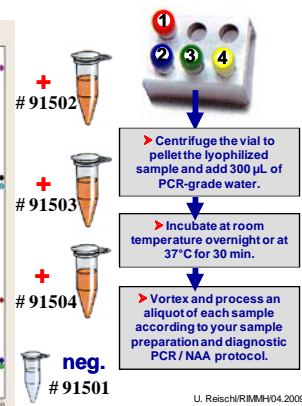 1
2 3 4
+
# 91502
+
# 91503
+
# 91504
neg.
# 91501
➤ Centrifuge the vial to
pellet the lyophilized
sample and add 300 µL of
PCR-grade water.
➤ Incubate at room
temperature overnight or at
37°C for 30 min.
➤ Vortex and process an
aliquot of each sample
according to your sample
preparation and diagnostic
PCR / NAA protocol.
U. Reischl/RIMMH/04.2009